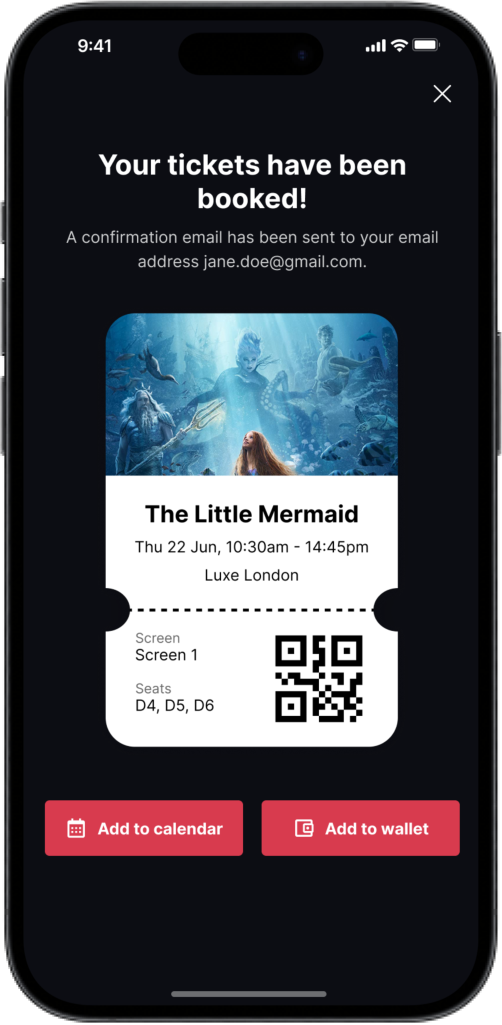 9:41
Your tickets have been
booked!
A confirmation email has been sent to your email
address jane.doe@gmail.com.
The Little Mermaid
Thu 22 Jun, 10:30am - 14:45pm
Luxe London
Screen
Screen 1
Seats
D4, D5, D6
Add to calendar
Add to wallet